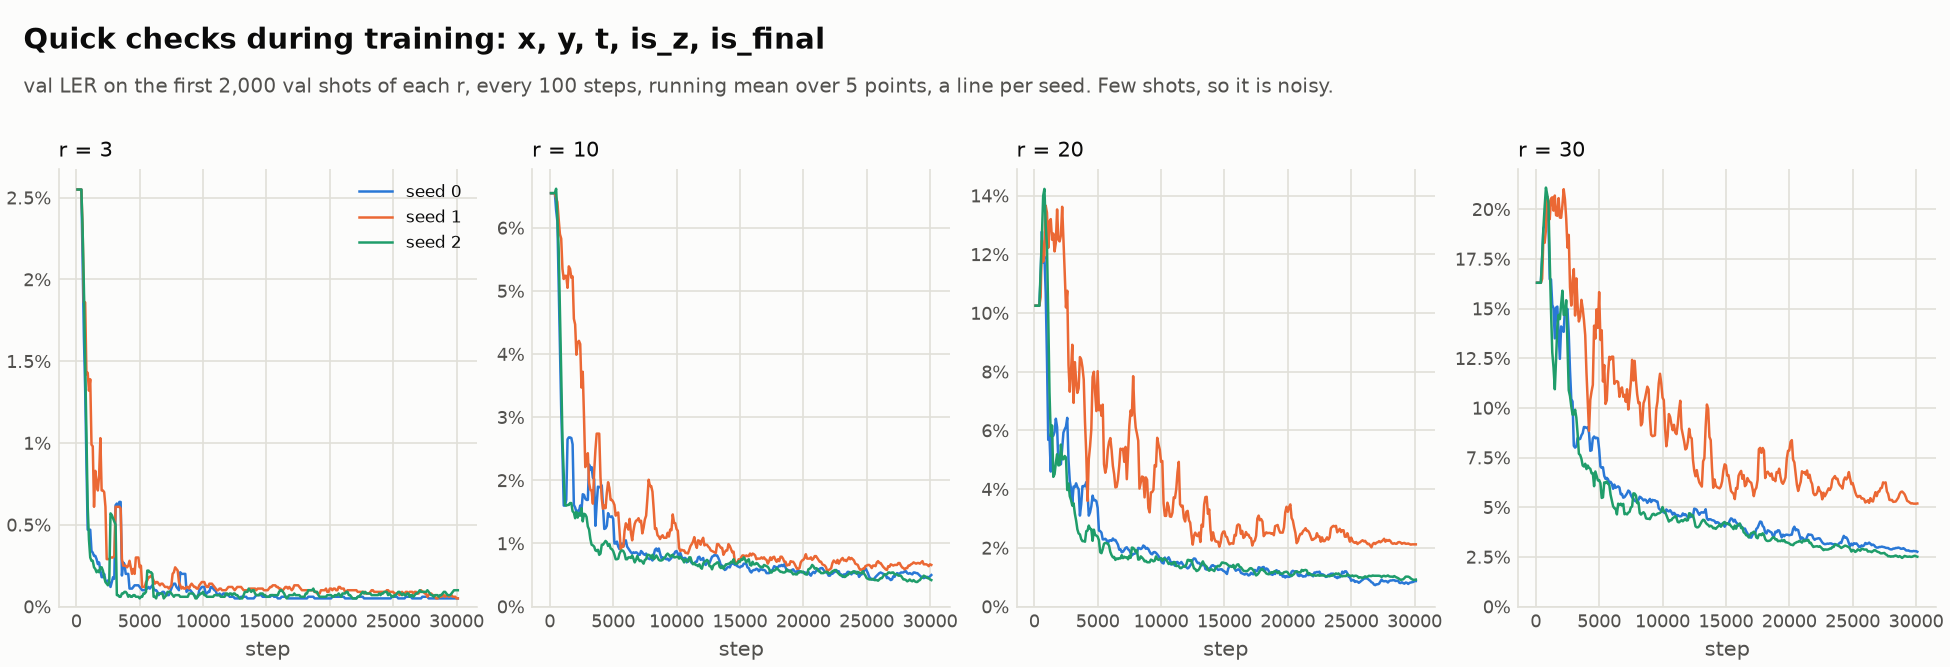 Quick checks during training: x, y, t, is_z, is_final
val LER on the first 2,000 val shots of each r, every 100 steps, running mean over 5 points, a line per seed. Few shots, so it is noisy.
r = 3
2.5%
2%
1.5%
1%
0.5%
0%
seed 0
seed 1
seed 2
0 5000 10000 15000 20000 25000 30000
step
r = 10
6%
5%
4%
3%
2%
1%
0%
0 5000 10000 15000 20000 25000 30000
step
r = 20
14%
12%
10%
8%
6%
4%
2%
0%
0 5000 10000 15000 20000 25000 30000
step
r = 30
20%
17.5%
15%
12.5%
10%
7.5%
5%
2.5%
0%
0 5000 10000 15000 20000 25000 30000
step